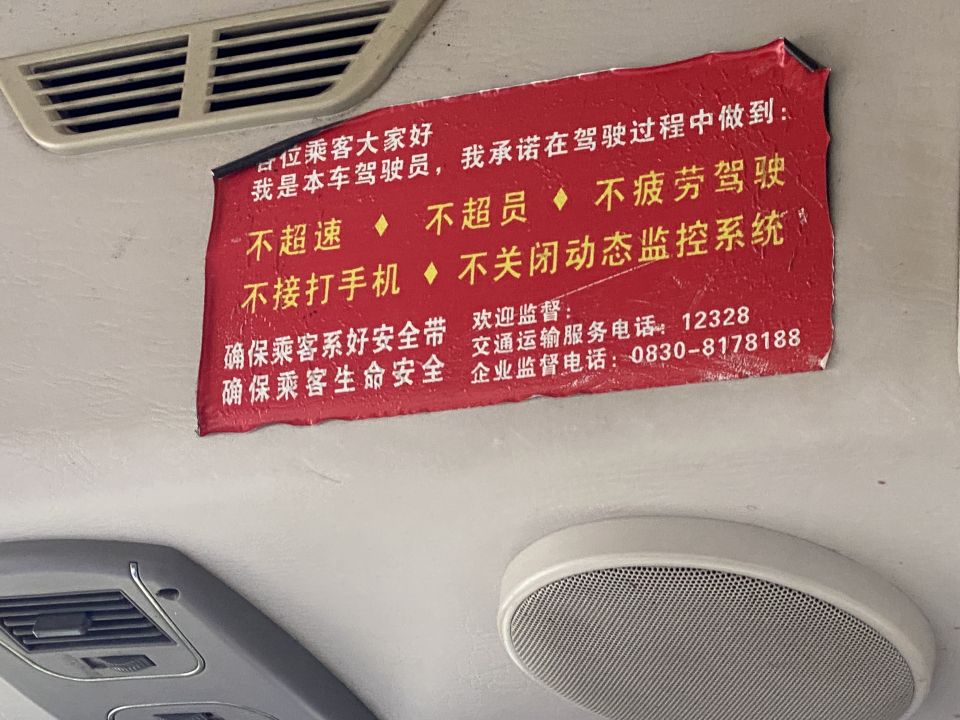 各位乘客大家好
我是本车驾驶员，我承诺在驾驶过程中做到：
不超速 ♦ 不超员 ♦ 不疲劳驾驶
不接打手机 ♦ 不关闭动态监控系统
确保乘客系好安全带
确保乘客生命安全
欢迎监督：
交通运输服务电话：12328
企业监督电话：0830-8178188